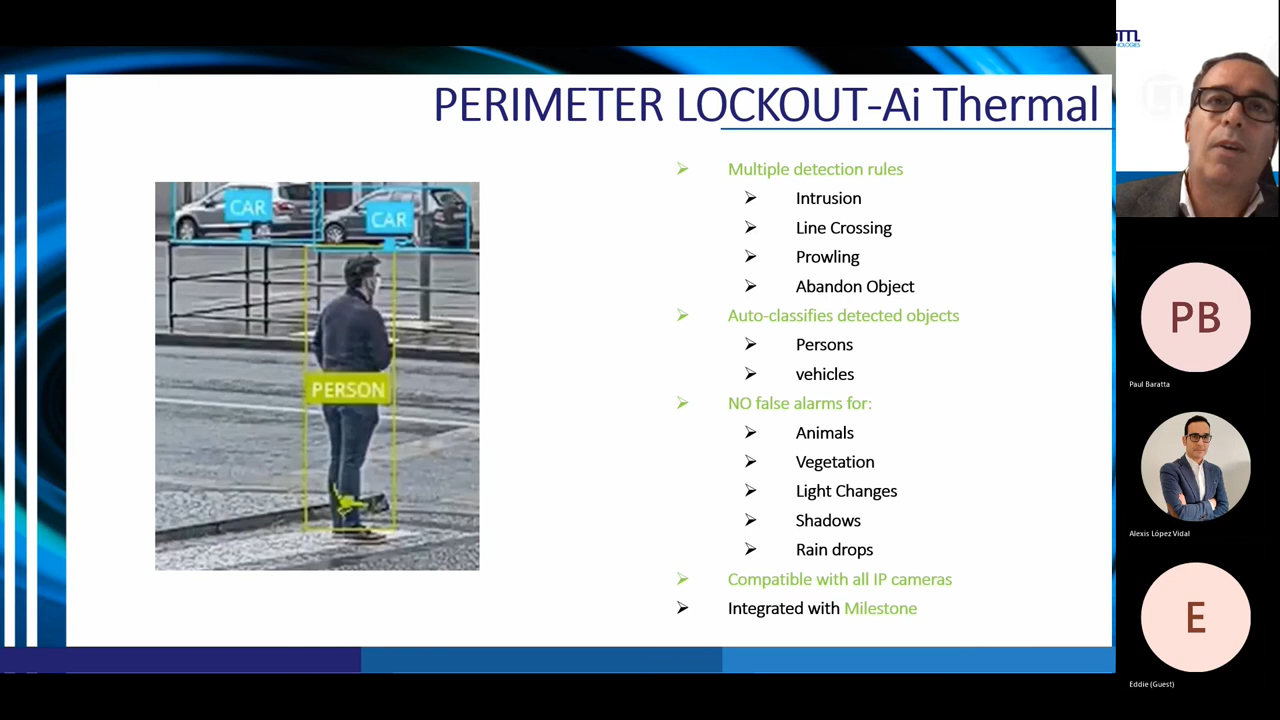 PERIMETER LOCKOUT-Ai Thermal
CAR
CAR
PERSON
Multiple detection rules
Intrusion
Line Crossing
Prowling
Abandon Object
Auto-classifies detected objects
Persons
vehicles
NO false alarms for:
Animals
Vegetation
Light Changes
Shadows
Rain drops
Compatible with all IP cameras
Integrated with Milestone
PB
Paul Baratta
Alexis López Vidal
E
Eddie (Guest)